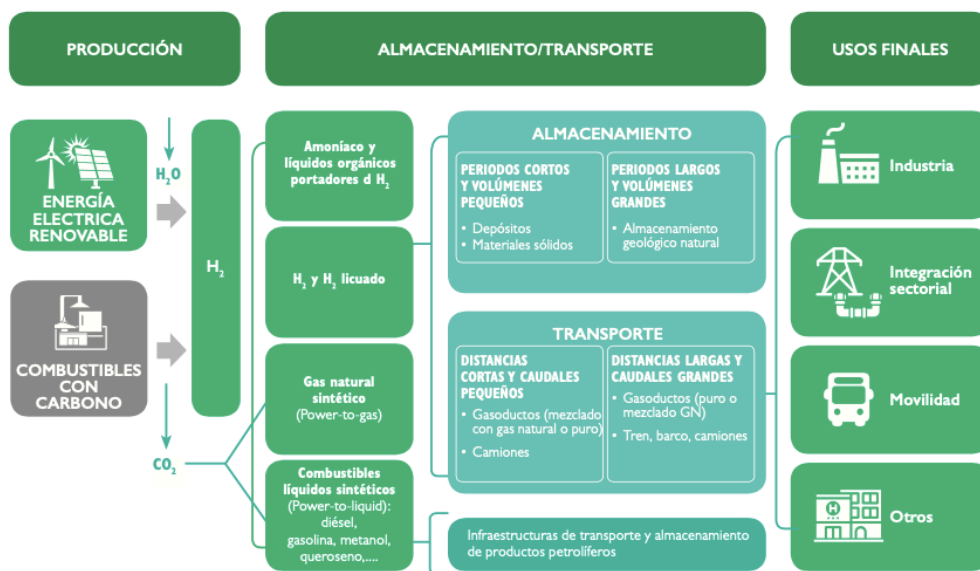 PRODUCCIÓN
ALMACENAMIENTO/TRANSPORTE
USOS FINALES
ENERGÍA
ELECTRICA
RENOVABLE
H₂O
COMBUSTIBLES
CON
CARBONO
CO₂
H₂
Amoníaco y
líquidos orgánicos
portadores d H₂
H₂ y H₂ licuado
Gas natural
sintético
(Power-to-gas)
Combustibles
líquidos sintéticos
(Power-to-liquid):
diésel,
gasolina, metanol,
queroseno,....
ALMACENAMIENTO
PERIODOS CORTOS
Y VOLÚMENES
PEQUEÑOS
• Depósitos
• Materiales sólidos
PERIODOS LARGOS
Y VOLÚMENES
GRANDES
• Almacenamiento
geológico natural
TRANSPORTE
DISTANCIAS
CORTAS Y CAUDALES
PEQUEÑOS
• Gasoductos (mezclado
con gas natural o puro)
• Camiones
DISTANCIAS LARGAS Y
CAUDALES GRANDES
• Gasoductos (puro o
mezclado GN)
• Tren, barco, camiones
Infraestructuras de transporte y almacenamiento
de productos petrolíferos
Industria
Integración
sectorial
Movilidad
H
Otros